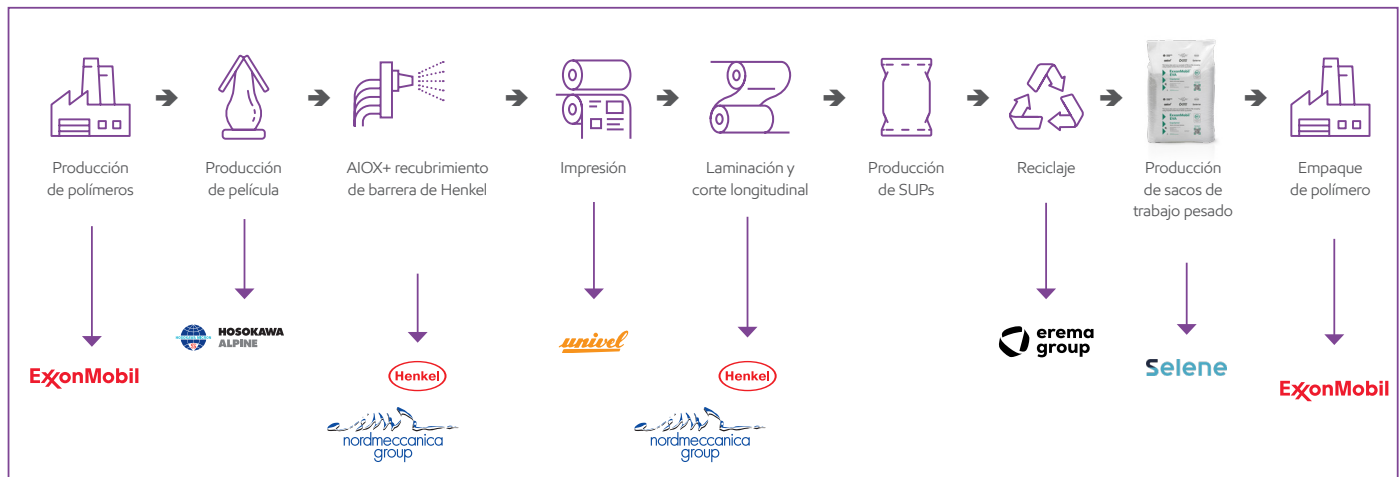 Producción
de polímeros
Producción
de película
AIOX+ recubrimiento
de barrera de Henkel
Impresión
Laminación y
corte longitudinal
Producción
de SUPs
Reciclaje
Producción
de sacos de
trabajo pesado
Empaque
de polímero
ExxonMobil
HOSOKAWA
ALPINE
Henkel
nordmeccanica
group
univel
Henkel
nordmeccanica
group
erema
group
Selene
ExxonMobil